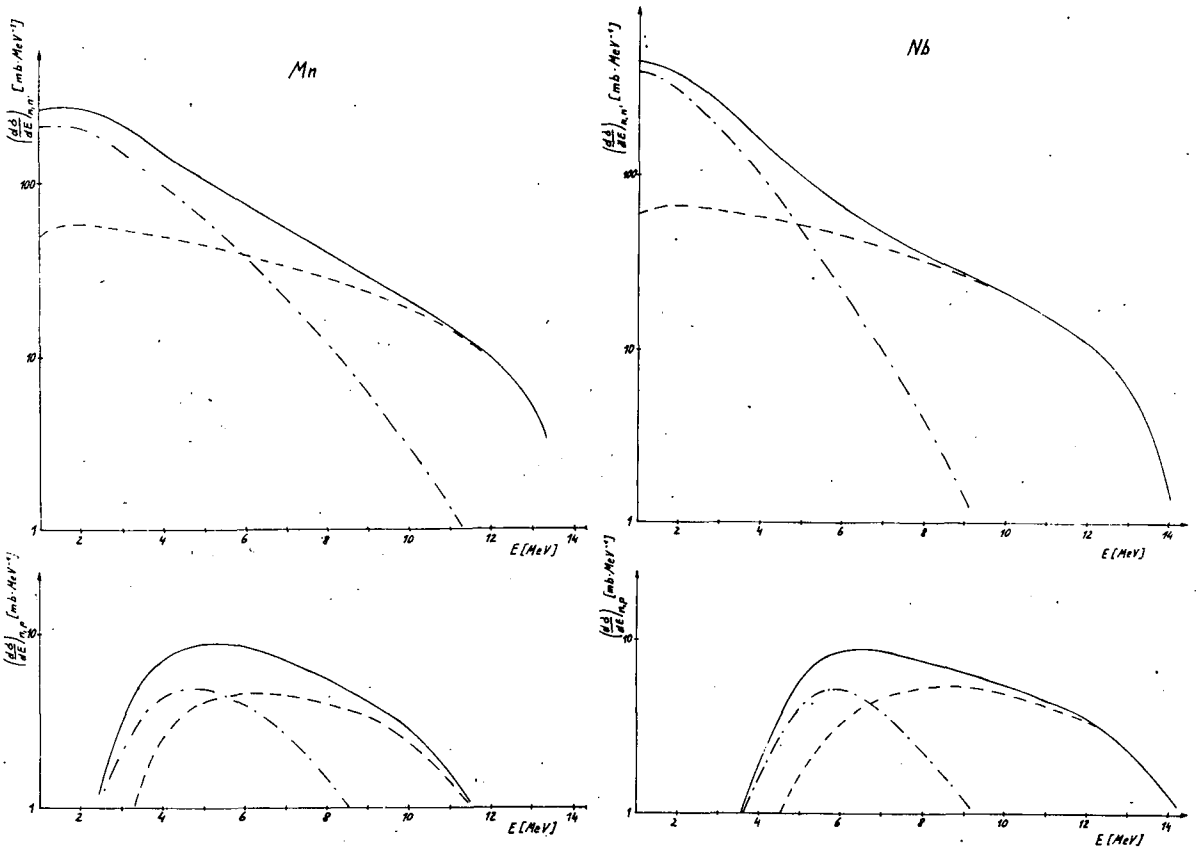 Mn
(dσ/dE)n,n' [mb·MeV⁻¹]
100
10
1
2 4 6 8 10 12 14
E [MeV]
Nb
(dσ/dE)n,n' [mb·MeV⁻¹]
100
10
1
2 4 6 8 10 12 14
E [MeV]
(dσ/dE)n,p [mb·MeV⁻¹]
10
1
2 4 6 8 10 12 14
E [MeV]
(dσ/dE)n,p [mb·MeV⁻¹]
10
1
2 4 6 8 10 12 14
E [MeV]